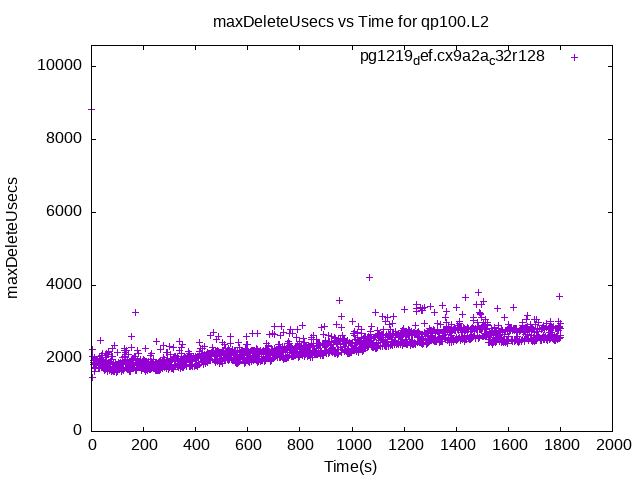 maxDeleteUsecs vs Time for qp100.L2
pg1219def.cx9a2ac32r128
10000
8000
6000
4000
2000
0
maxDeleteUsecs
0 200 400 600 800 1000 1200 1400 1600 1800 2000
Time(s)